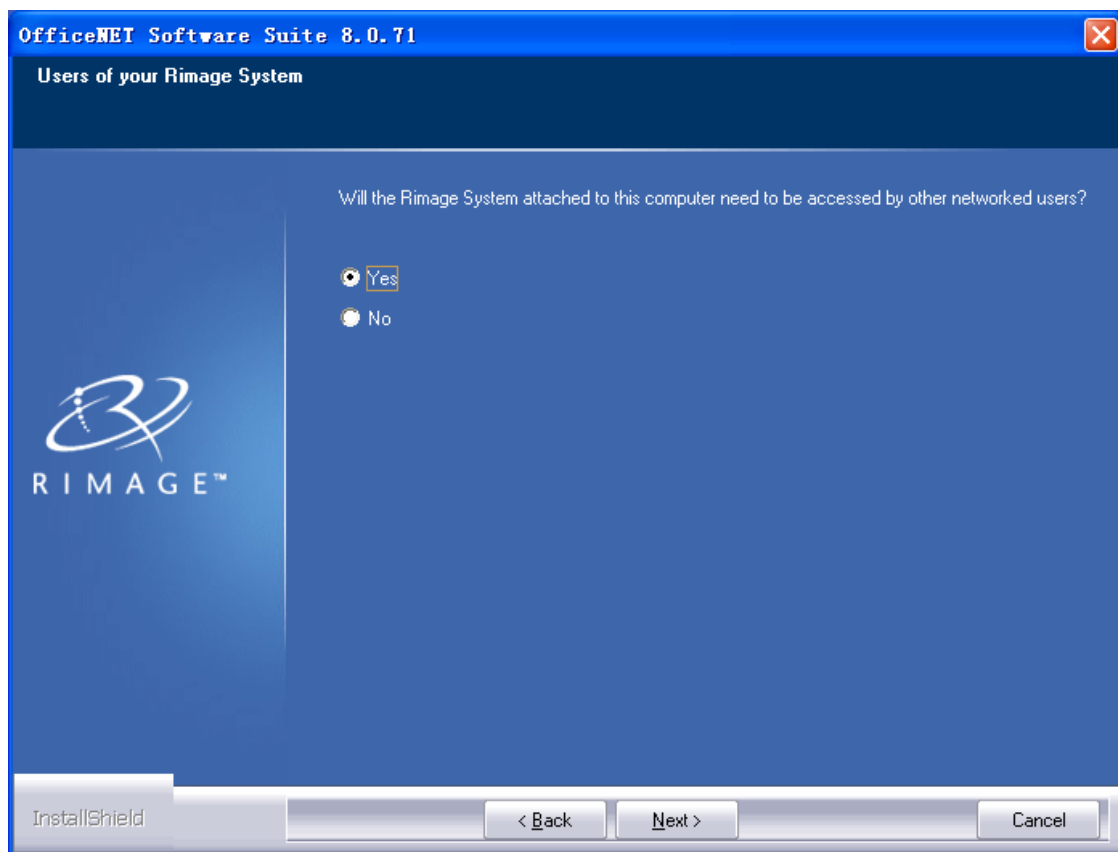 OfficeNET Software Suite 8.0.71
Users of your Rimage System
Will the Rimage System attached to this computer need to be accessed by other networked users?
Yes
No
RIMAGE™
InstallShield
< Back
Next >
Cancel